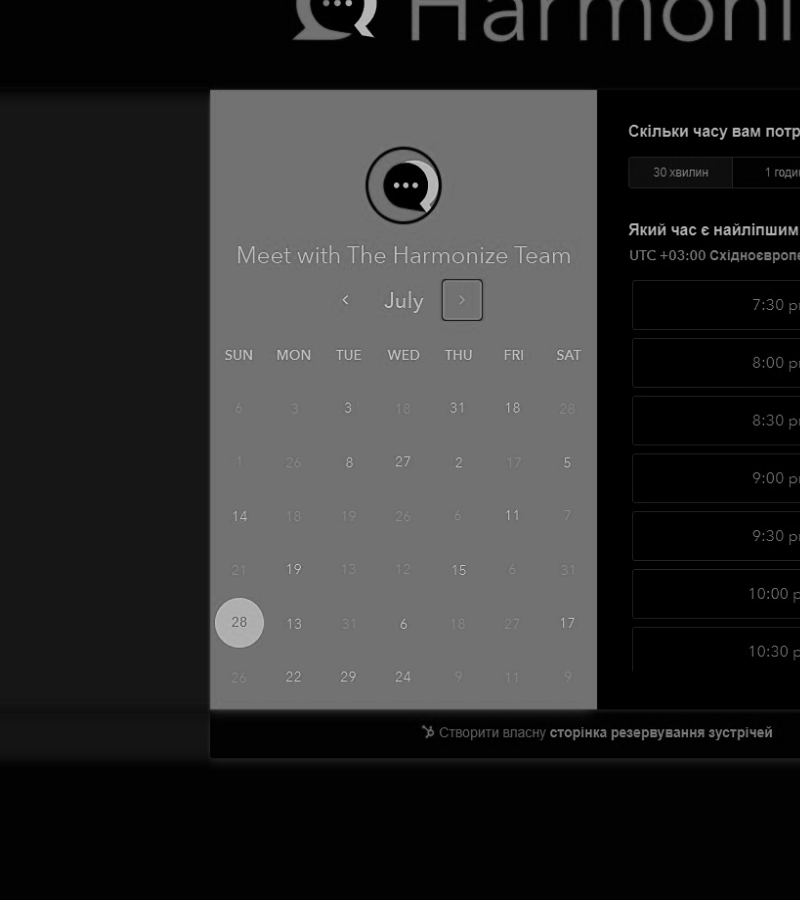 Harmoni
Meet with The Harmonize Team
July
SUN MON TUE WED THU FRI SAT
6 3 3 18 31 18 28
1 26 8 27 2 17 5
14 18 19 26 6 11 7
21 19 13 12 15 6 31
28 13 31 6 18 27 17
26 22 29 24 9 11 9
Скільки часу вам потр
30 хвилин 1 годи
Який час є найліпшим
UTC +03:00 Східноєвропе
7:30 p
8:00 p
8:30 p
9:00 p
9:30 p
10:00 p
10:30 p
Створити власну сторінка резервування зустрічей